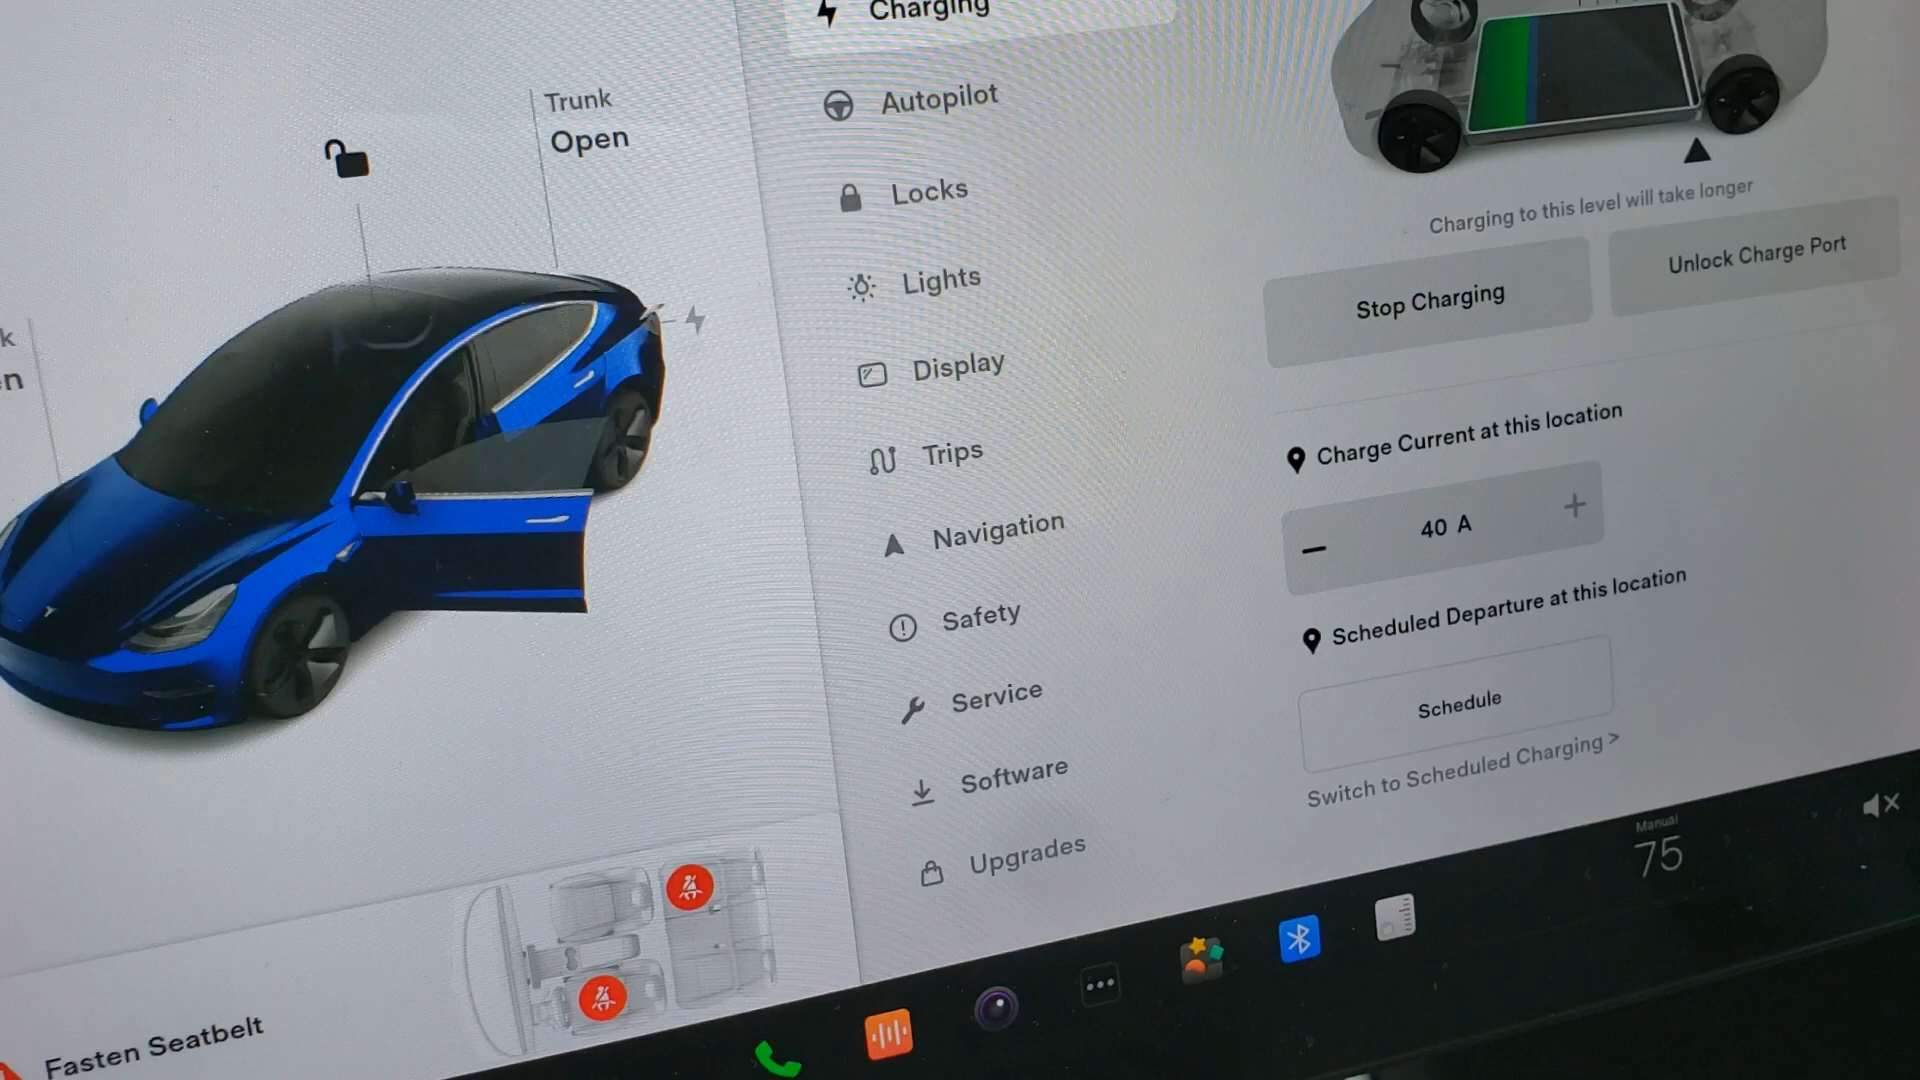 Trunk
Open
k
en
Fasten Seatbelt
Charging
Autopilot
Locks
Lights
Display
Trips
Navigation
Safety
Service
Software
Upgrades
Charging to this level will take longer
Stop Charging
Unlock Charge Port
Charge Current at this location
40 A
Scheduled Departure at this location
Schedule
Switch to Scheduled Charging >
Manual
75